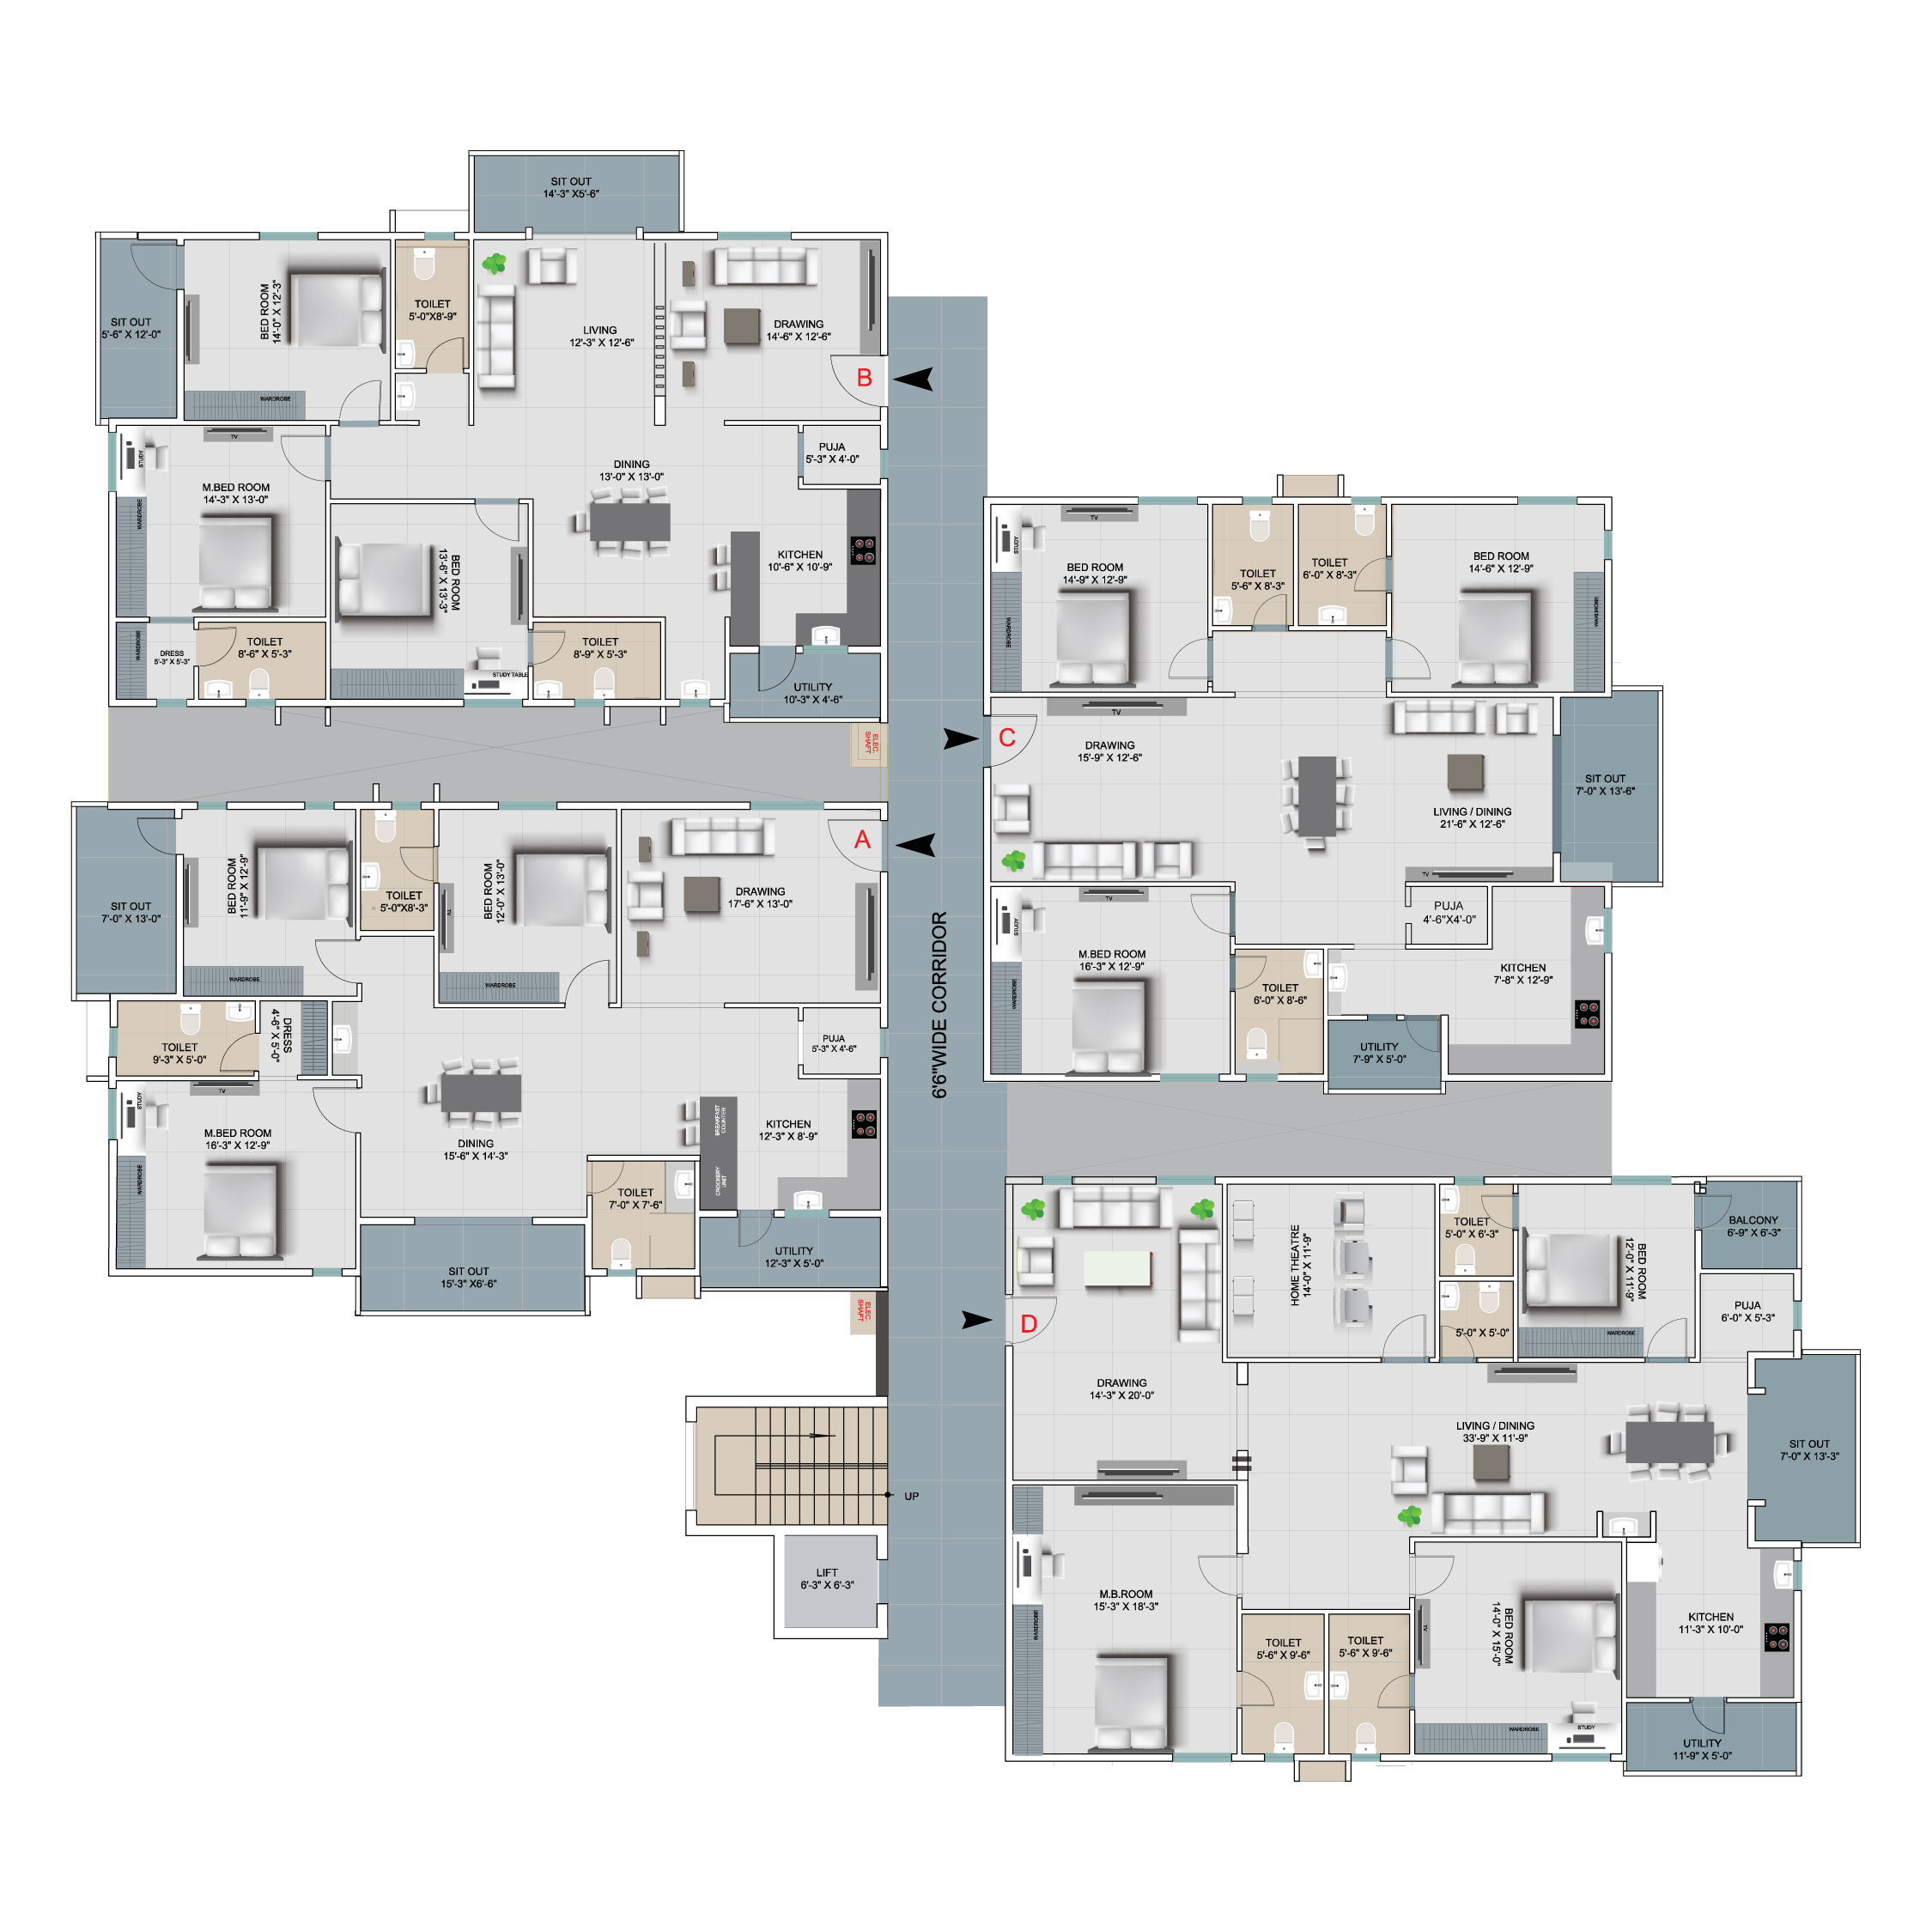 SIT OUT
14'-3" X5'-6"
SIT OUT
5'-6" X 12'-0"
BED ROOM
14'-0" X 12'-3"
WARDROBE
TOILET
5'-0"X8'-9"
LIVING
12'-3" X 12'-6"
DRAWING
14'-6" X 12'-6"
B
TV
STUDY
M.BED ROOM
14'-3" X 13'-0"
WARDROBE
DINING
13'-0" X 13'-0"
PUJA
5'-3" X 4'-0"
BED ROOM
13'-6" X 13'-3"
KITCHEN
10'-6" X 10'-9"
WARDROBE
DRESS
5'-3" X 5'-3"
TOILET
8'-6" X 5'-3"
STUDY TABLE
TOILET
8'-9" X 5'-3"
UTILITY
10'-3" X 4'-6"
ELEC.
SHAFT
SIT OUT
7'-0" X 13'-0"
BED ROOM
11'-9" X 12'-9"
WARDROBE
TOILET
5'-0"X8'-3"
BED ROOM
12'-0" X 13'-0"
TV
WARDROBE
DRAWING
17'-6" X 13'-0"
A
TOILET
9'-3" X 5'-0"
DRESS
4'-6" X 5'-0"
PUJA
5'-3" X 4'-6"
TV
STUDY
M.BED ROOM
16'-3" X 12'-9"
WARDROBE
DINING
15'-6" X 14'-3"
BREAKFAST
COUNTER
CROCKERY
UNIT
KITCHEN
12'-3" X 8'-9"
TOILET
7'-0" X 7'-6"
SIT OUT
15'-3" X6'-6"
UTILITY
12'-3" X 5'-0"
ELEC.
SHAFT
6'6"WIDE CORRIDOR
UP
LIFT
6'-3" X 6'-3"
TV
STUDY
BED ROOM
14'-9" X 12'-9"
WARDROBE
TOILET
5'-6" X 8'-3"
TOILET
6'-0" X 8'-3"
BED ROOM
14'-6" X 12'-9"
WARDROBE
C
TV
DRAWING
15'-9" X 12'-6"
LIVING / DINING
21'-6" X 12'-6"
SIT OUT
7'-0" X 13'-6"
TV
TV
STUDY
M.BED ROOM
16'-3" X 12'-9"
WARDROBE
TOILET
6'-0" X 8'-6"
PUJA
4'-6"X4'-0"
KITCHEN
7'-8" X 12'-9"
UTILITY
7'-9" X 5'-0"
D
DRAWING
14'-3" X 20'-0"
HOME THEATRE
14'-0" X 11'-9"
TOILET
5'-0" X 6'-3"
5'-0" X 5'-0"
BED ROOM
12'-0" X 11'-9"
WARDROBE
BALCONY
6'-9" X 6'-3"
PUJA
6'-0" X 5'-3"
LIVING / DINING
33'-9" X 11'-9"
SIT OUT
7'-0" X 13'-3"
M.B.ROOM
15'-3" X 18'-3"
WARDROBE
TOILET
5'-6" X 9'-6"
TOILET
5'-6" X 9'-6"
TV
BED ROOM
14'-0" X 15'-0"
WARDROBE
STUDY
KITCHEN
11'-3" X 10'-0"
UTILITY
11'-9" X 5'-0"